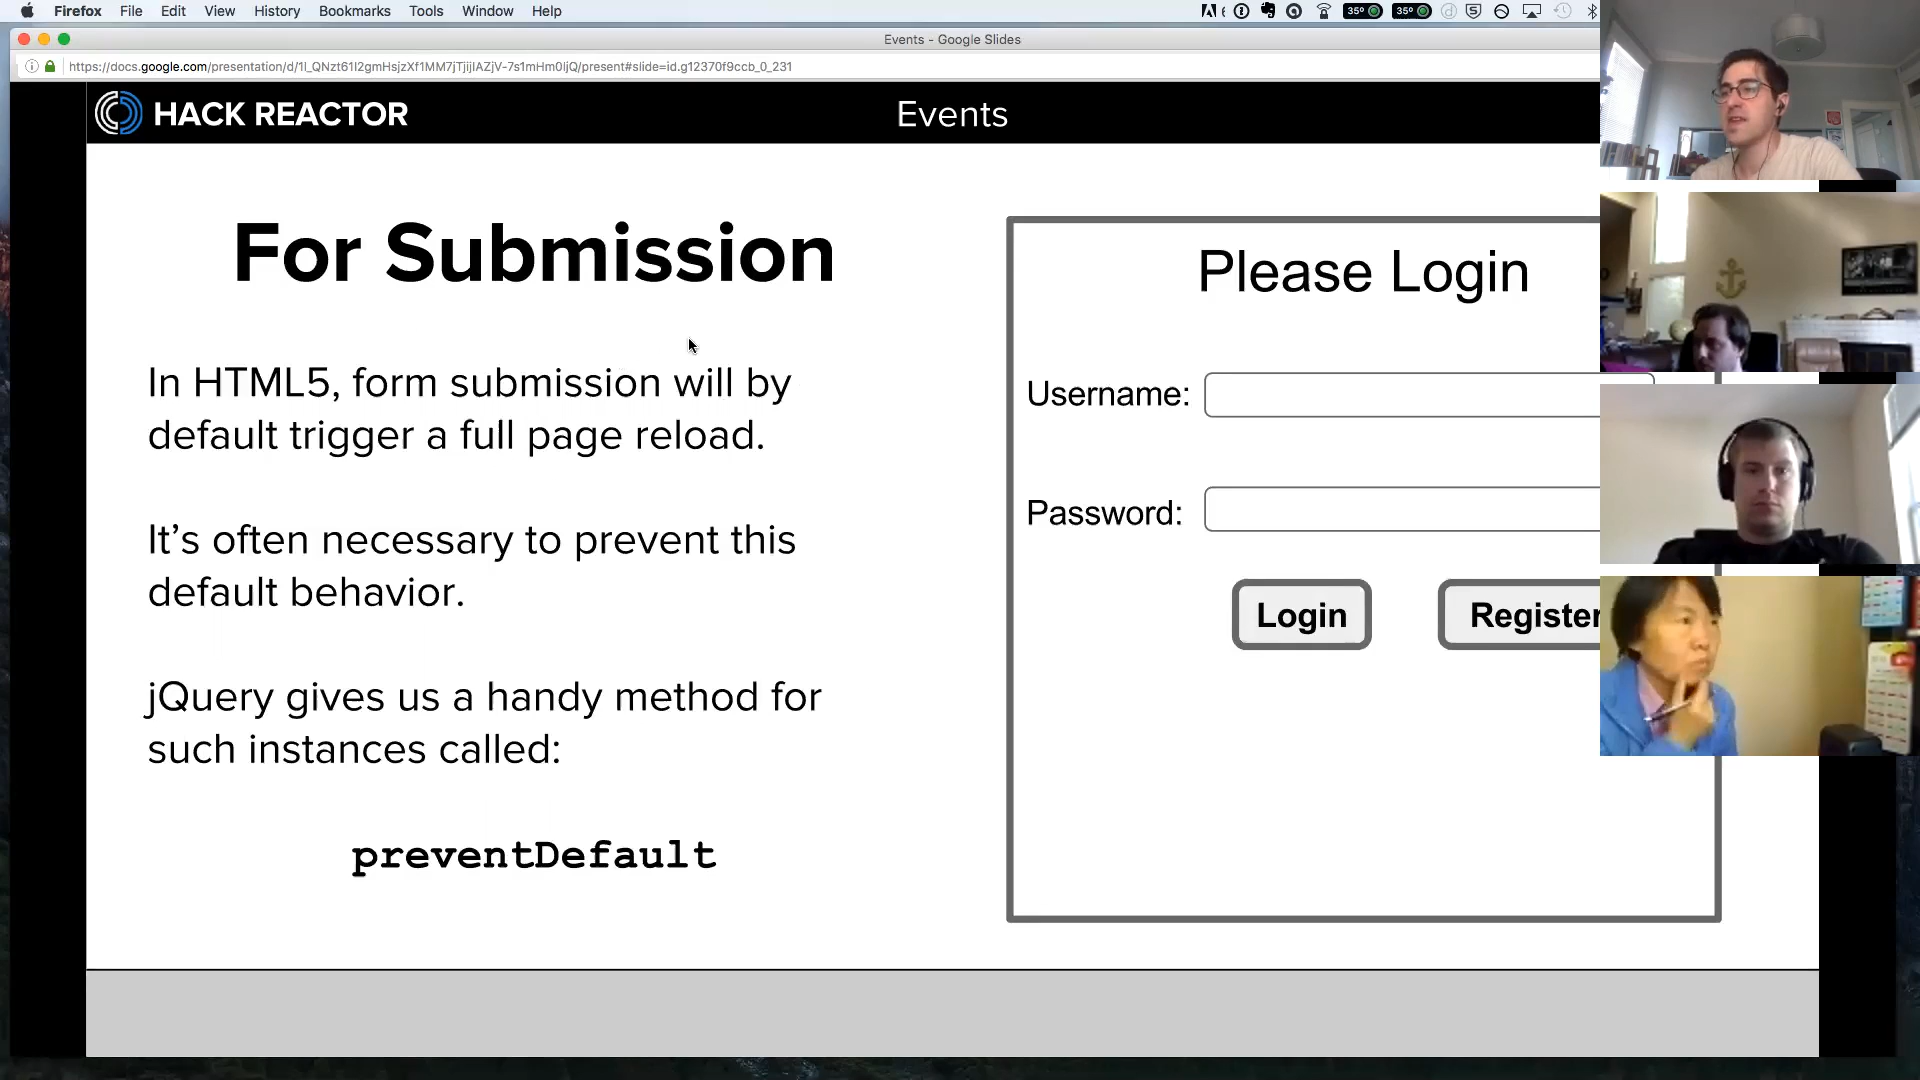 Firefox File Edit View History Bookmarks Tools Window Help
35° 35°
Events - Google Slides
https://docs.google.com/presentation/d/1l_QNzt61I2gmHsjzXf1MM7jTjijIAZjV-7s1mHm0ljQ/present#slide=id.g12370f9ccb_0_231
HACK REACTOR
Events
For Submission
In HTML5, form submission will by
default trigger a full page reload.
It’s often necessary to prevent this
default behavior.
jQuery gives us a handy method for
such instances called:
preventDefault
Please Login
Username:
Password:
Login
Register